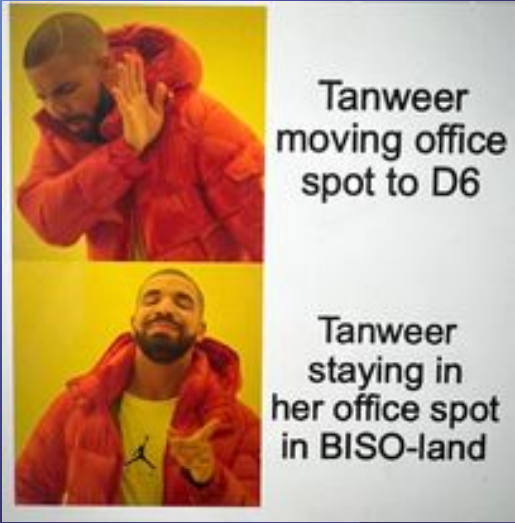 Tanweer
moving office
spot to D6
Tanweer
staying in
her office spot
in BISO-land